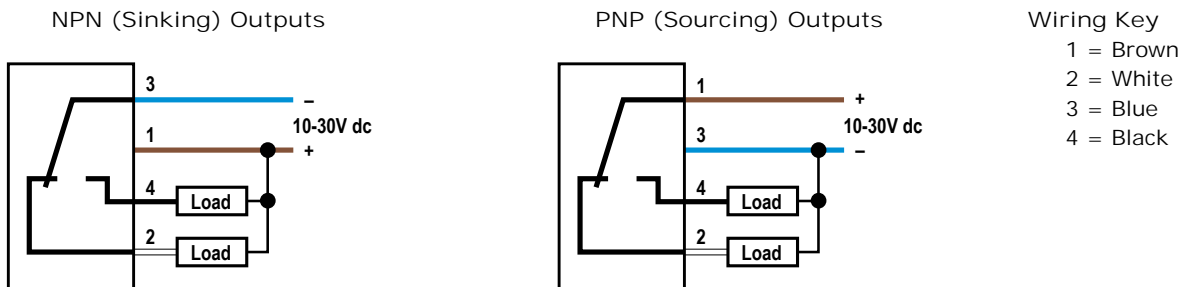 NPN (Sinking) Outputs
3
–
10-30V dc
1
+
4
Load
2
Load
PNP (Sourcing) Outputs
1
+
10-30V dc
3
–
4
Load
2
Load
Wiring Key
1 = Brown
2 = White
3 = Blue
4 = Black